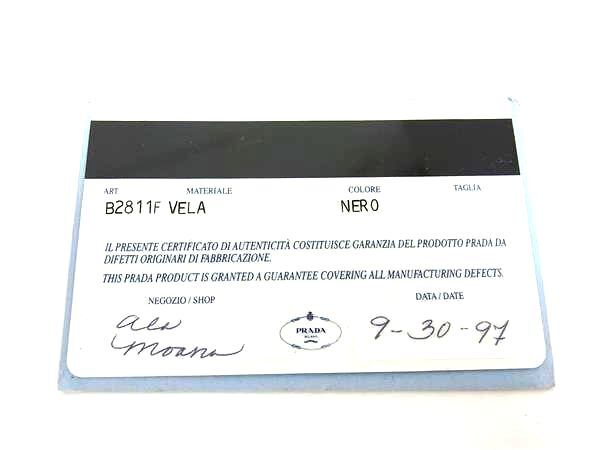 ART. MATERIALE COLORE TAGLIA
B2811F VELA NERO
IL PRESENTE CERTIFICATO DI AUTENTICITÀ COSTITUISCE GARANZIA DEL PRODOTTO PRADA DA
DIFETTI ORIGINARI DI FABBRICAZIONE.
THIS PRADA PRODUCT IS GRANTED A GUARANTEE COVERING ALL MANUFACTURING DEFECTS.
NEGOZIO / SHOP DATA / DATE
Ala
Moana
PRADA
MILANO
9-30-97